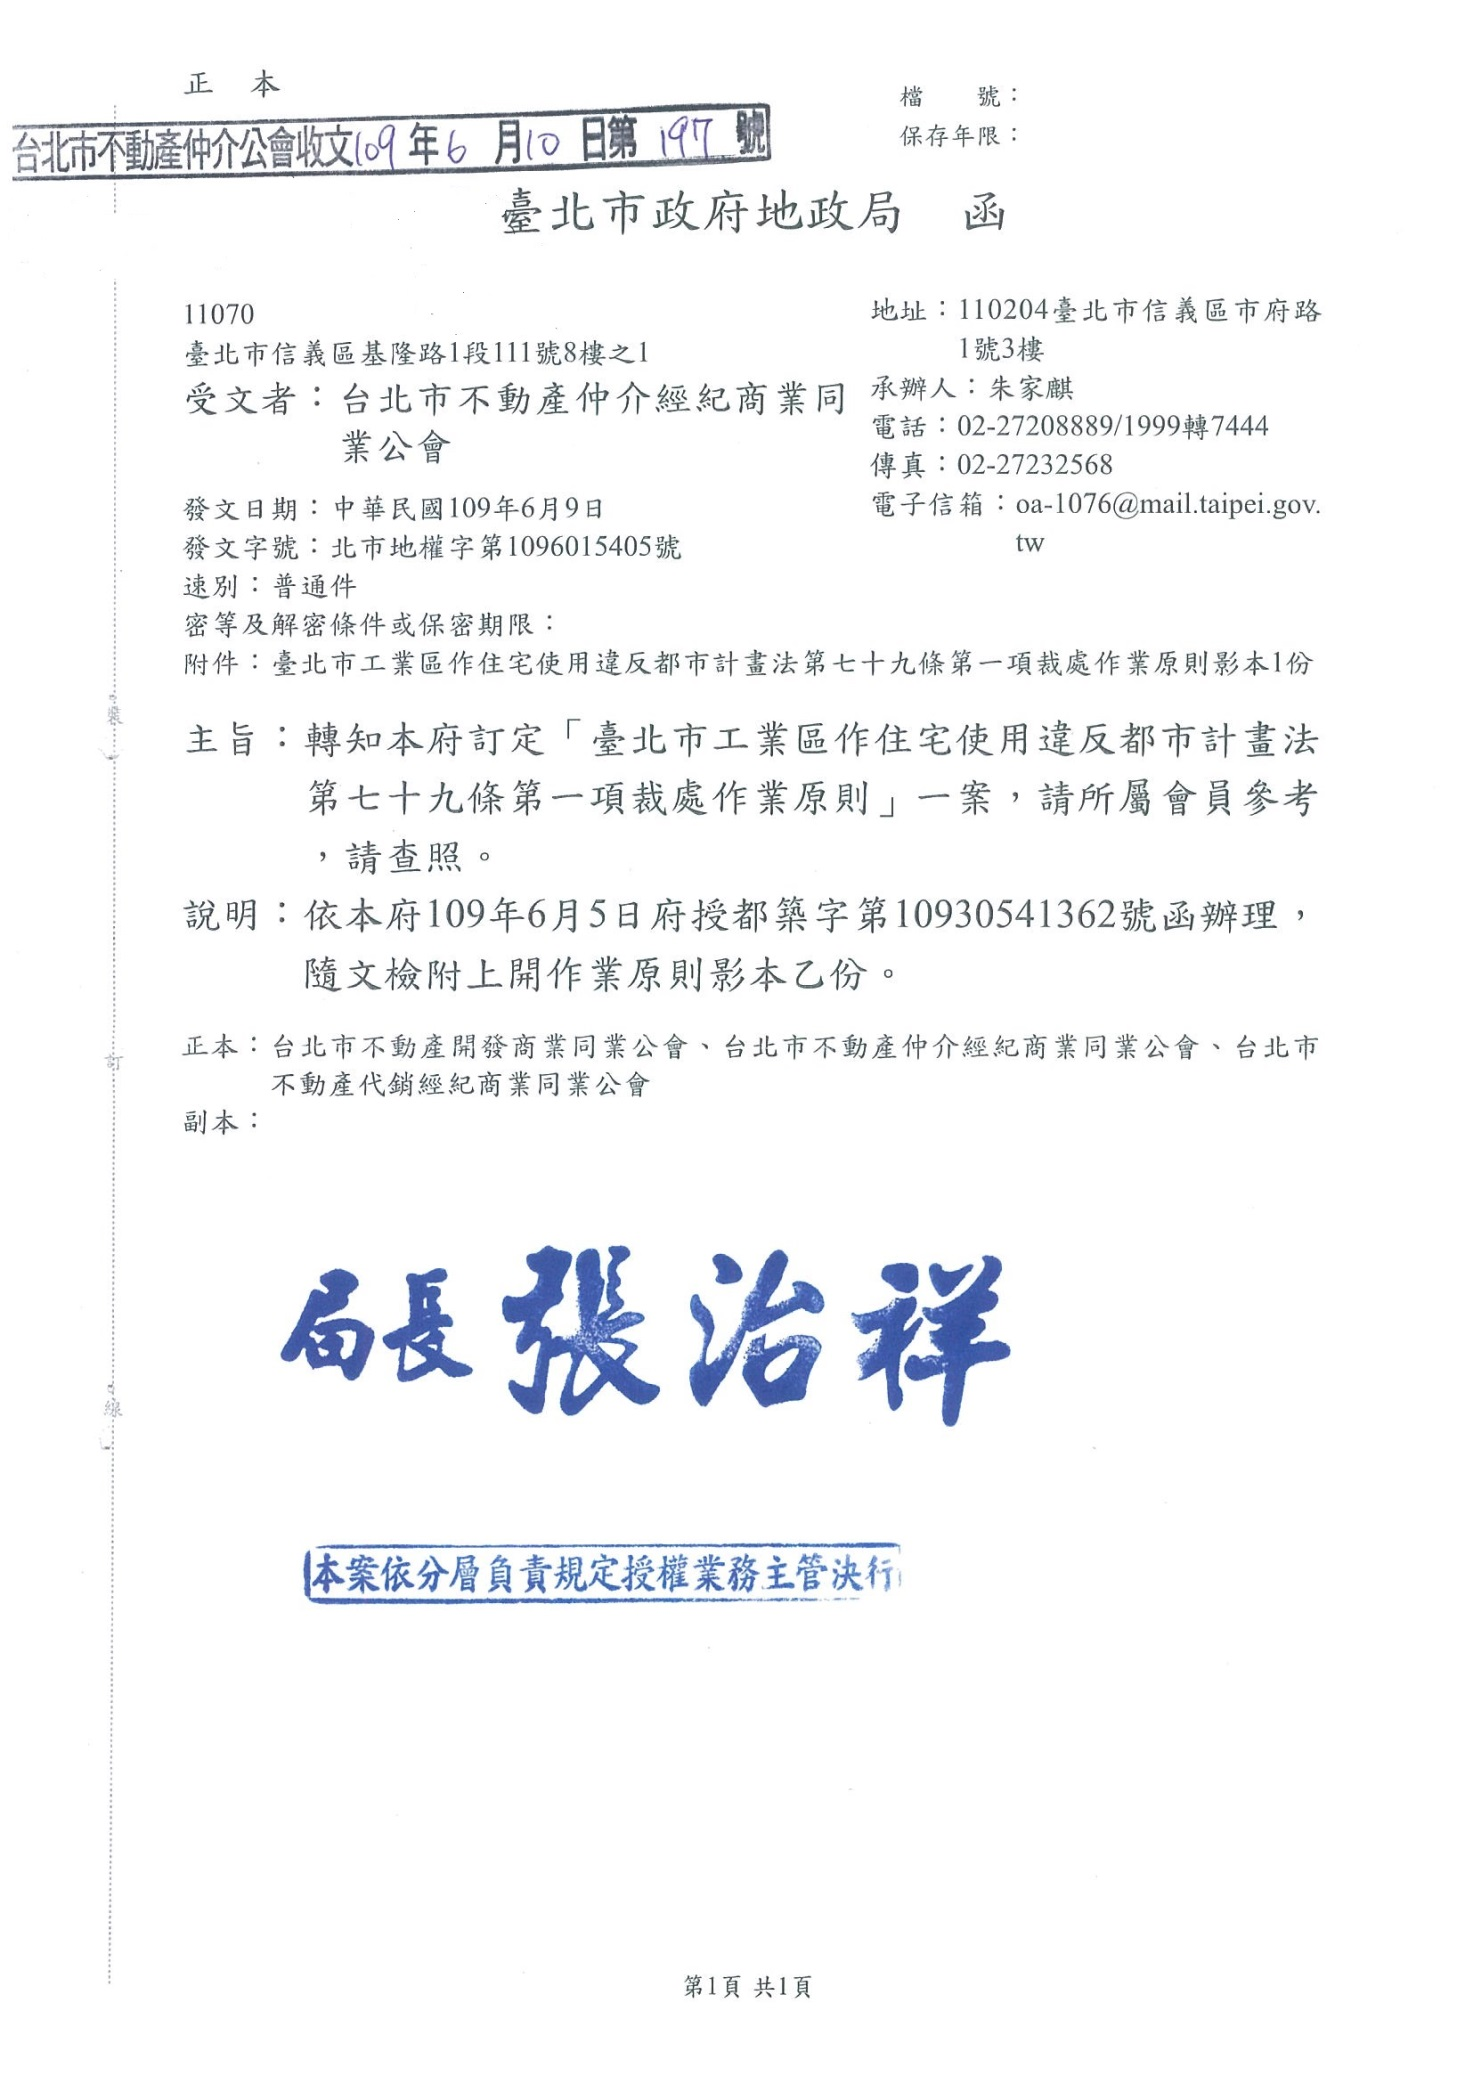 正　本
檔　　號：
保存年限：
台北市不動產仲介公會收文109年6月10日第197號
臺北市政府地政局　函
11070
臺北市信義區基隆路1段111號8樓之1
受文者：台北市不動產仲介經紀商業同
業公會
地址：110204臺北市信義區市府路
1號3樓
承辦人：朱家麒
電話：02-27208889/1999轉7444
傳真：02-27232568
電子信箱：oa-1076@mail.taipei.gov.
tw
發文日期：中華民國109年6月9日
發文字號：北市地權字第1096015405號
速別：普通件
密等及解密條件或保密期限：
附件：臺北市工業區作住宅使用違反都市計畫法第七十九條第一項裁處作業原則影本1份
主旨：轉知本府訂定「臺北市工業區作住宅使用違反都市計畫法
第七十九條第一項裁處作業原則」一案，請所屬會員參考
，請查照。
說明：依本府109年6月5日府授都築字第10930541362號函辦理，
隨文檢附上開作業原則影本乙份。
正本：台北市不動產開發商業同業公會、台北市不動產仲介經紀商業同業公會、台北市
不動產代銷經紀商業同業公會
副本：
局長張治祥
本案依分層負責規定授權業務主管決行
裝
訂
線
第1頁 共1頁